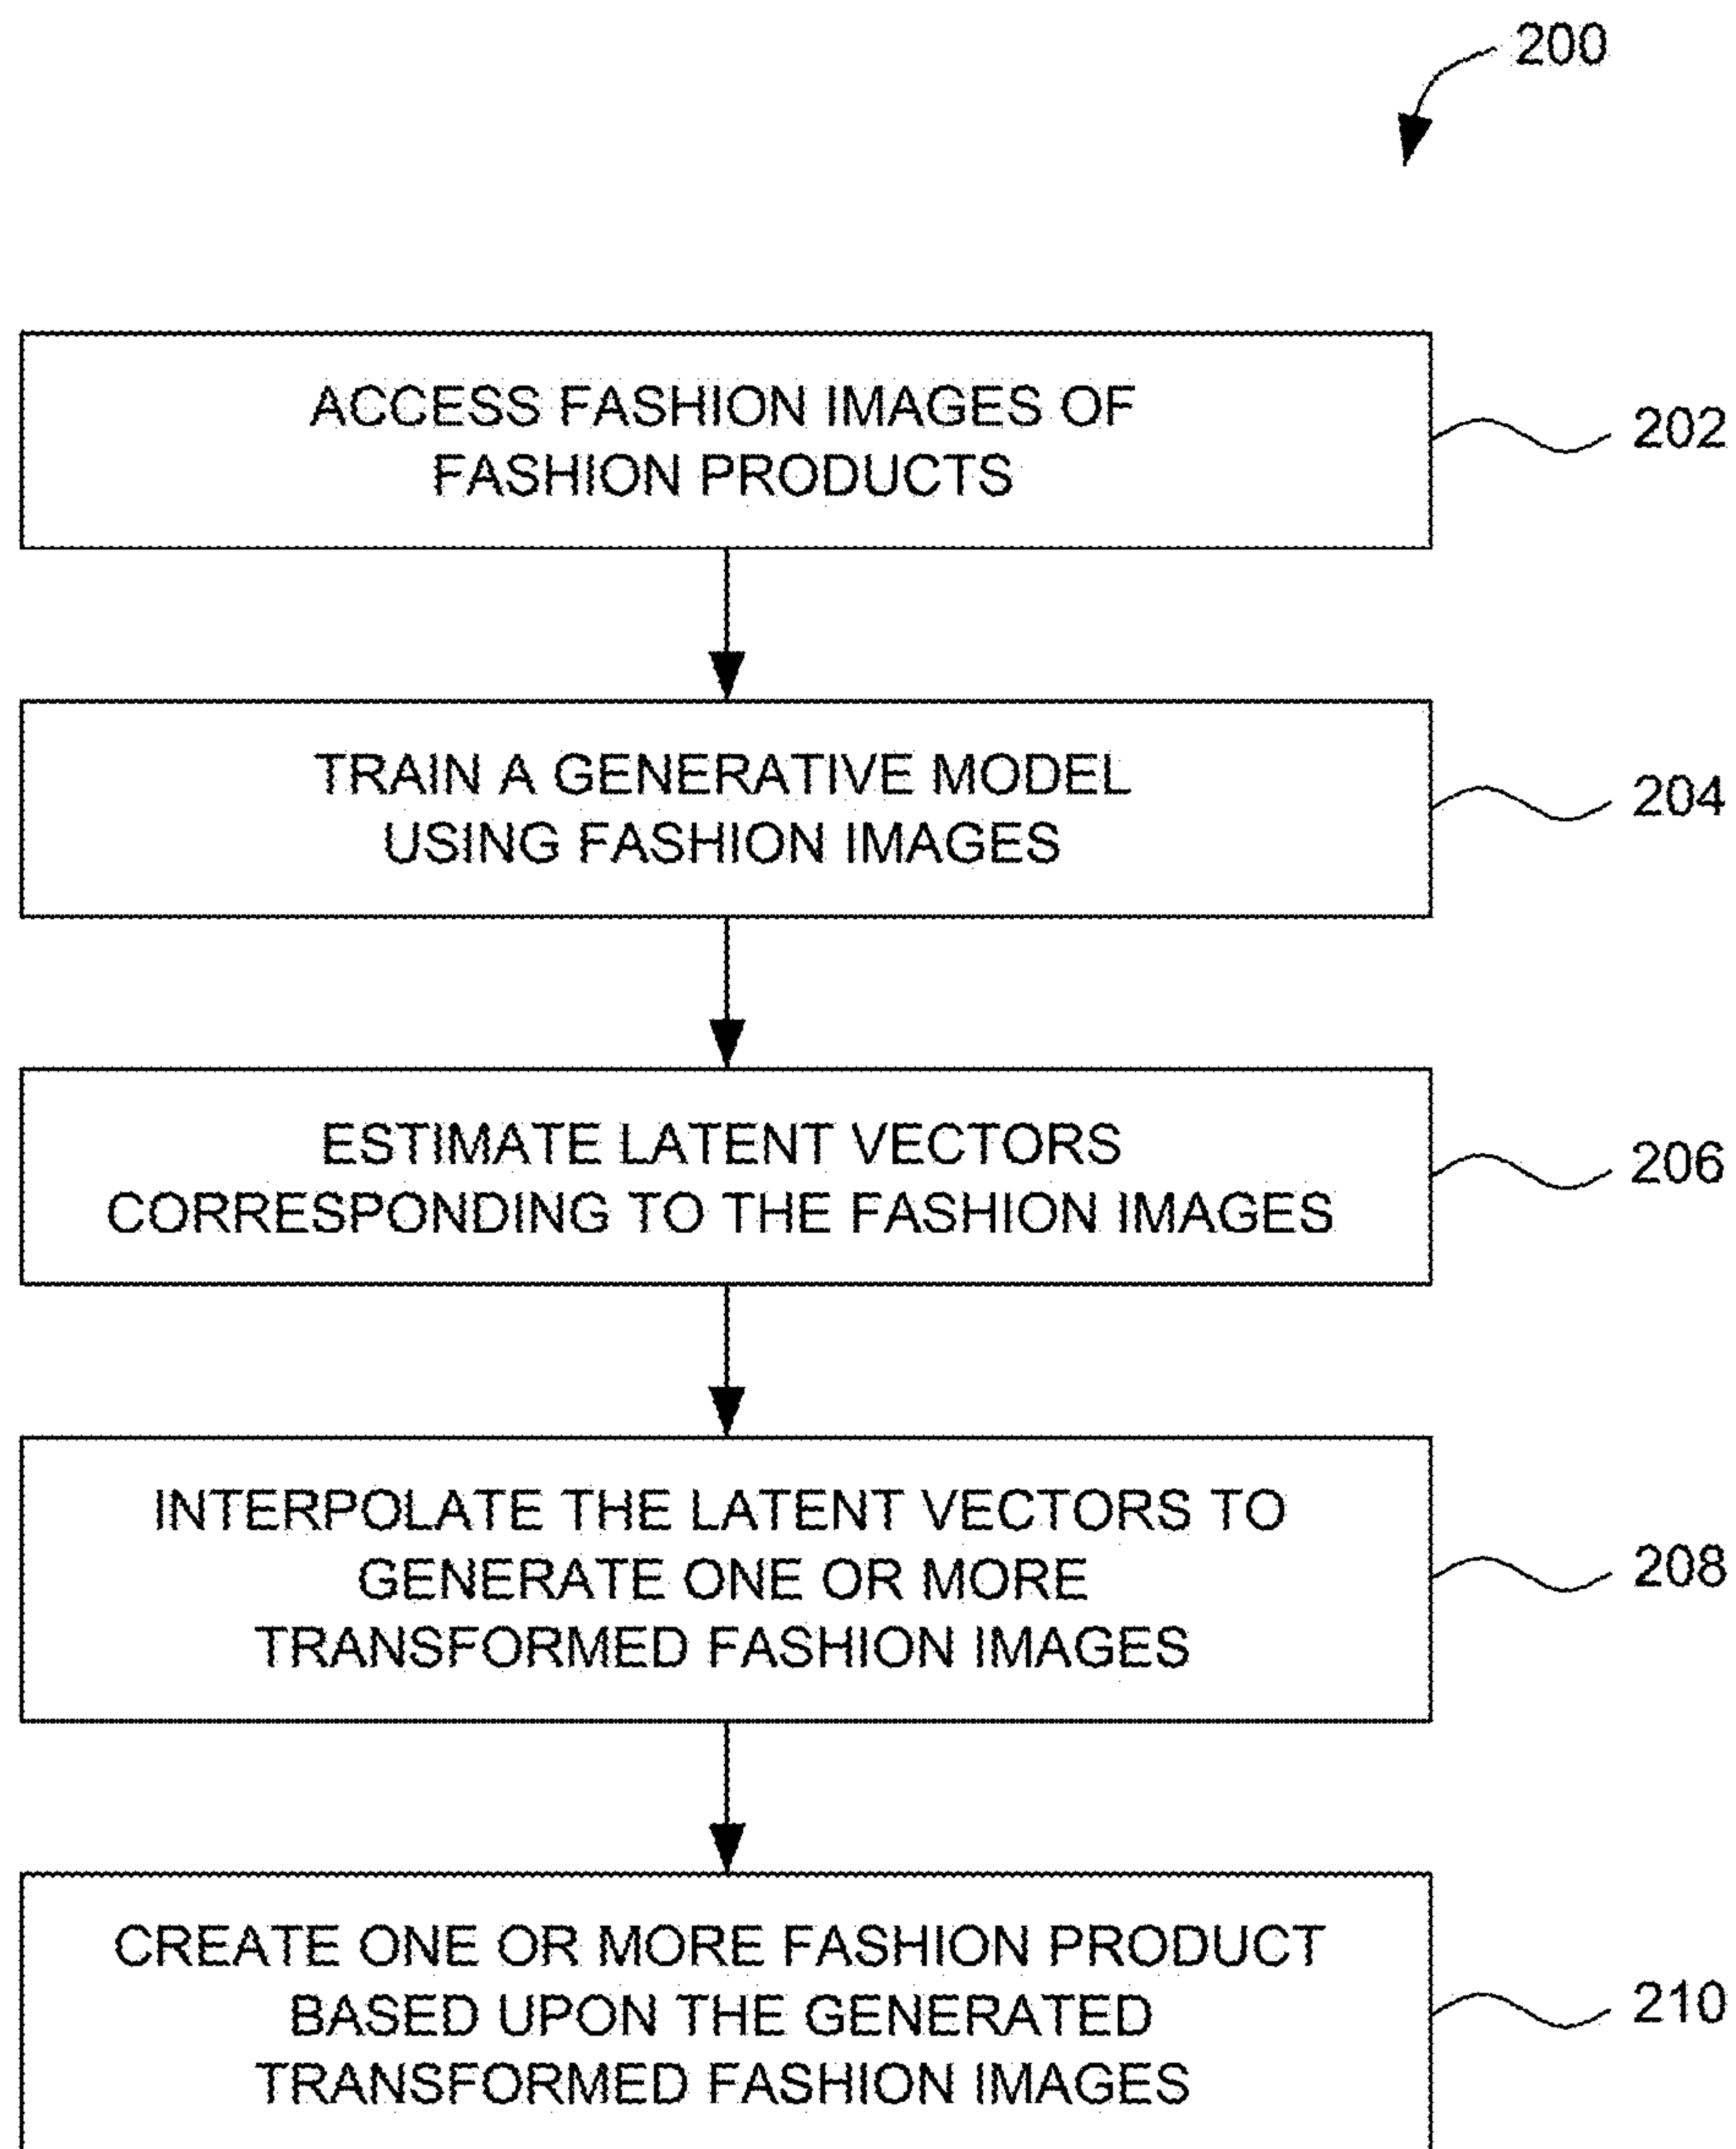 200
ACCESS FASHION IMAGES OF
FASHION PRODUCTS
202
TRAIN A GENERATIVE MODEL
USING FASHION IMAGES
204
ESTIMATE LATENT VECTORS
CORRESPONDING TO THE FASHION IMAGES
206
INTERPOLATE THE LATENT VECTORS TO
GENERATE ONE OR MORE
TRANSFORMED FASHION IMAGES
208
CREATE ONE OR MORE FASHION PRODUCT
BASED UPON THE GENERATED
TRANSFORMED FASHION IMAGES
210